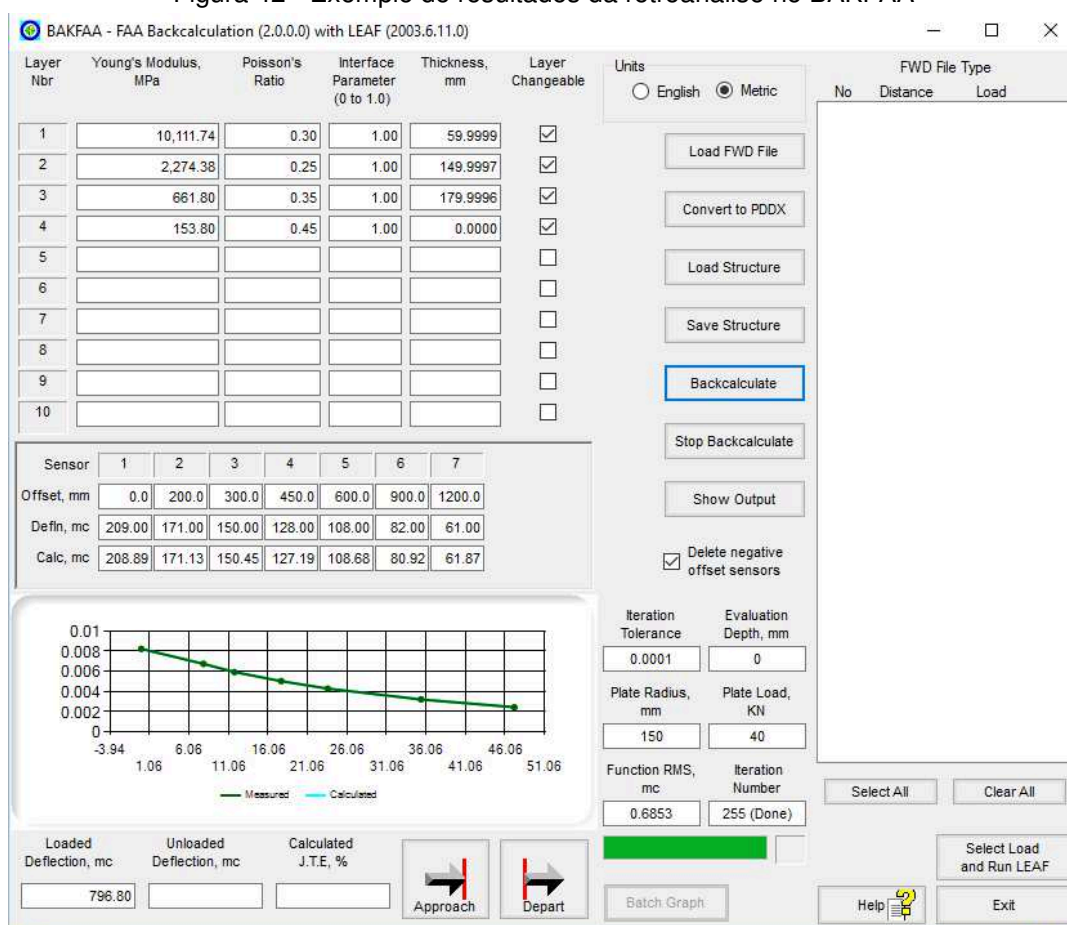 Figura 42 - Exemplo de resultados da retroanálise no BAKFAA
BAKFAA - FAA Backcalculation (2.0.0.0) with LEAF (2003.6.11.0)
Layer Nbr Young's Modulus, MPa Poisson's Ratio Interface Parameter (0 to 1.0) Thickness, mm Layer Changeable
1 10,111.74 0.30 1.00 59.9999
2 2,274.38 0.25 1.00 149.9997
3 661.80 0.35 1.00 179.9996
4 153.80 0.45 1.00 0.0000
5
6
7
8
9
10
Units
English Metric
Load FWD File
Convert to PDDX
Load Structure
Save Structure
Backcalculate
Stop Backcalculate
Show Output
Delete negative offset sensors
FWD File Type
No Distance Load
Sensor 1 2 3 4 5 6 7
Offset, mm 0.0 200.0 300.0 450.0 600.0 900.0 1200.0
Defln, mc 209.00 171.00 150.00 128.00 108.00 82.00 61.00
Calc, mc 208.89 171.13 150.45 127.19 108.68 80.92 61.87
0.01
0.008
0.006
0.004
0.002
0
-3.94 6.06 16.06 26.06 36.06 46.06
1.06 11.06 21.06 31.06 41.06 51.06
Measured Calculated
Iteration Tolerance Evaluation Depth, mm
0.0001 0
Plate Radius, mm Plate Load, KN
150 40
Function RMS, mc Iteration Number
0.6853 255 (Done)
Select All Clear All
Loaded Deflection, mc Unloaded Deflection, mc Calculated J.T.E, %
796.80
Approach Depart
Batch Graph
Select Load and Run LEAF
Help Exit